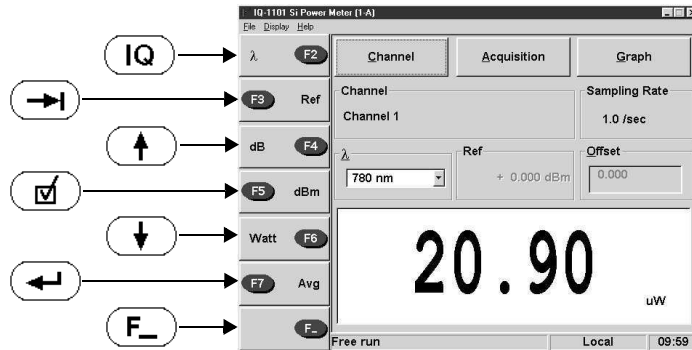 IQ-1101 Si Power Meter [1-A]
File Display Help
IQ
λ F2
F3 Ref
dB F4
F5 dBm
Watt F6
F7 Avg
F_
F_
Channel Acquisition Graph
Channel
Channel 1
Sampling Rate
1.0 /sec
λ
780 nm
Ref
+ 0.000 dBm
Offset
0.000
20.90
uW
Free run Local 09:59